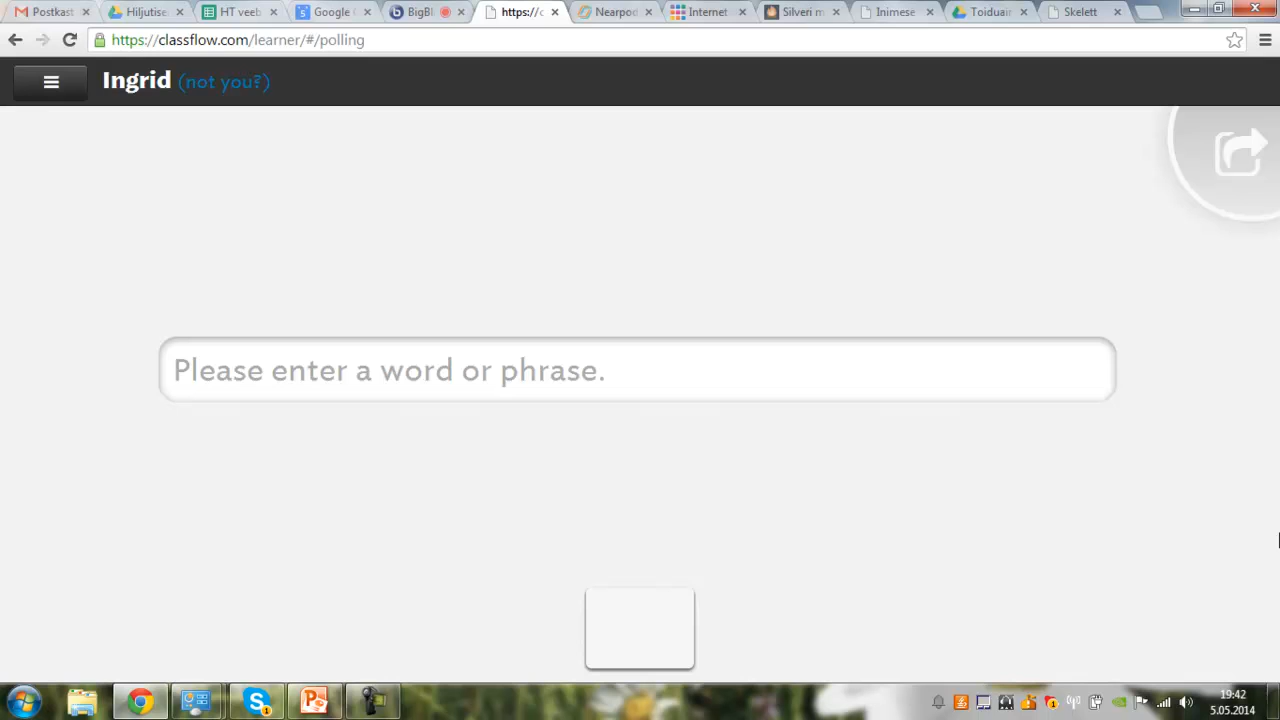 Postkast
Hiljutise
HT veeb
Google
BigBl
https://c
Nearpod
Internet
Silveri m
Inimese
Toiduair
Skelett
https://classflow.com/learner/#/polling
Ingrid (not you?)
Please enter a word or phrase.
19:42
5.05.2014